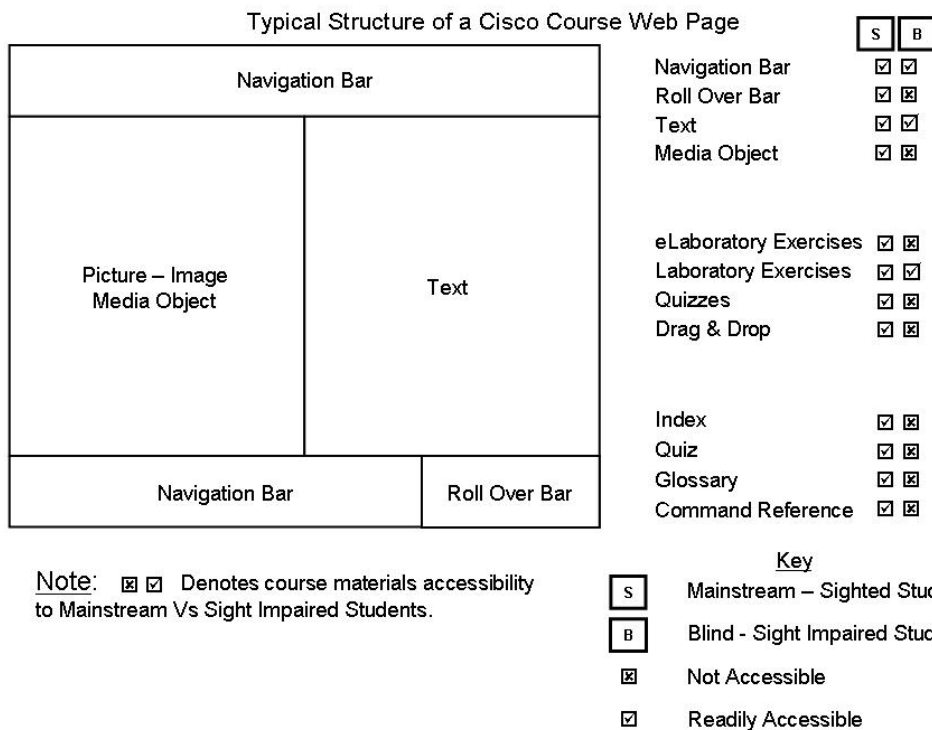 Typical Structure of a Cisco Course Web Page
S B
Navigation Bar
Picture – Image
Media Object
Text
Navigation Bar
Roll Over Bar
Navigation Bar ☑ ☑
Roll Over Bar ☑ ☒
Text ☑ ☑
Media Object ☑ ☒
eLaboratory Exercises ☑ ☒
Laboratory Exercises ☑ ☑
Quizzes ☑ ☒
Drag & Drop ☑ ☒
Index ☑ ☒
Quiz ☑ ☒
Glossary ☑ ☒
Command Reference ☑ ☒
Note: ☒ ☑ Denotes course materials accessibility
to Mainstream Vs Sight Impaired Students.
Key
S Mainstream – Sighted Stud
B Blind - Sight Impaired Stud
☒ Not Accessible
☑ Readily Accessible